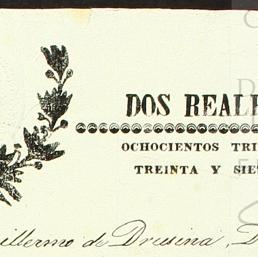 DOS REALE
OCHOCIENTOS TRI
TREINTA Y SIE
uillermo de Drusina, D